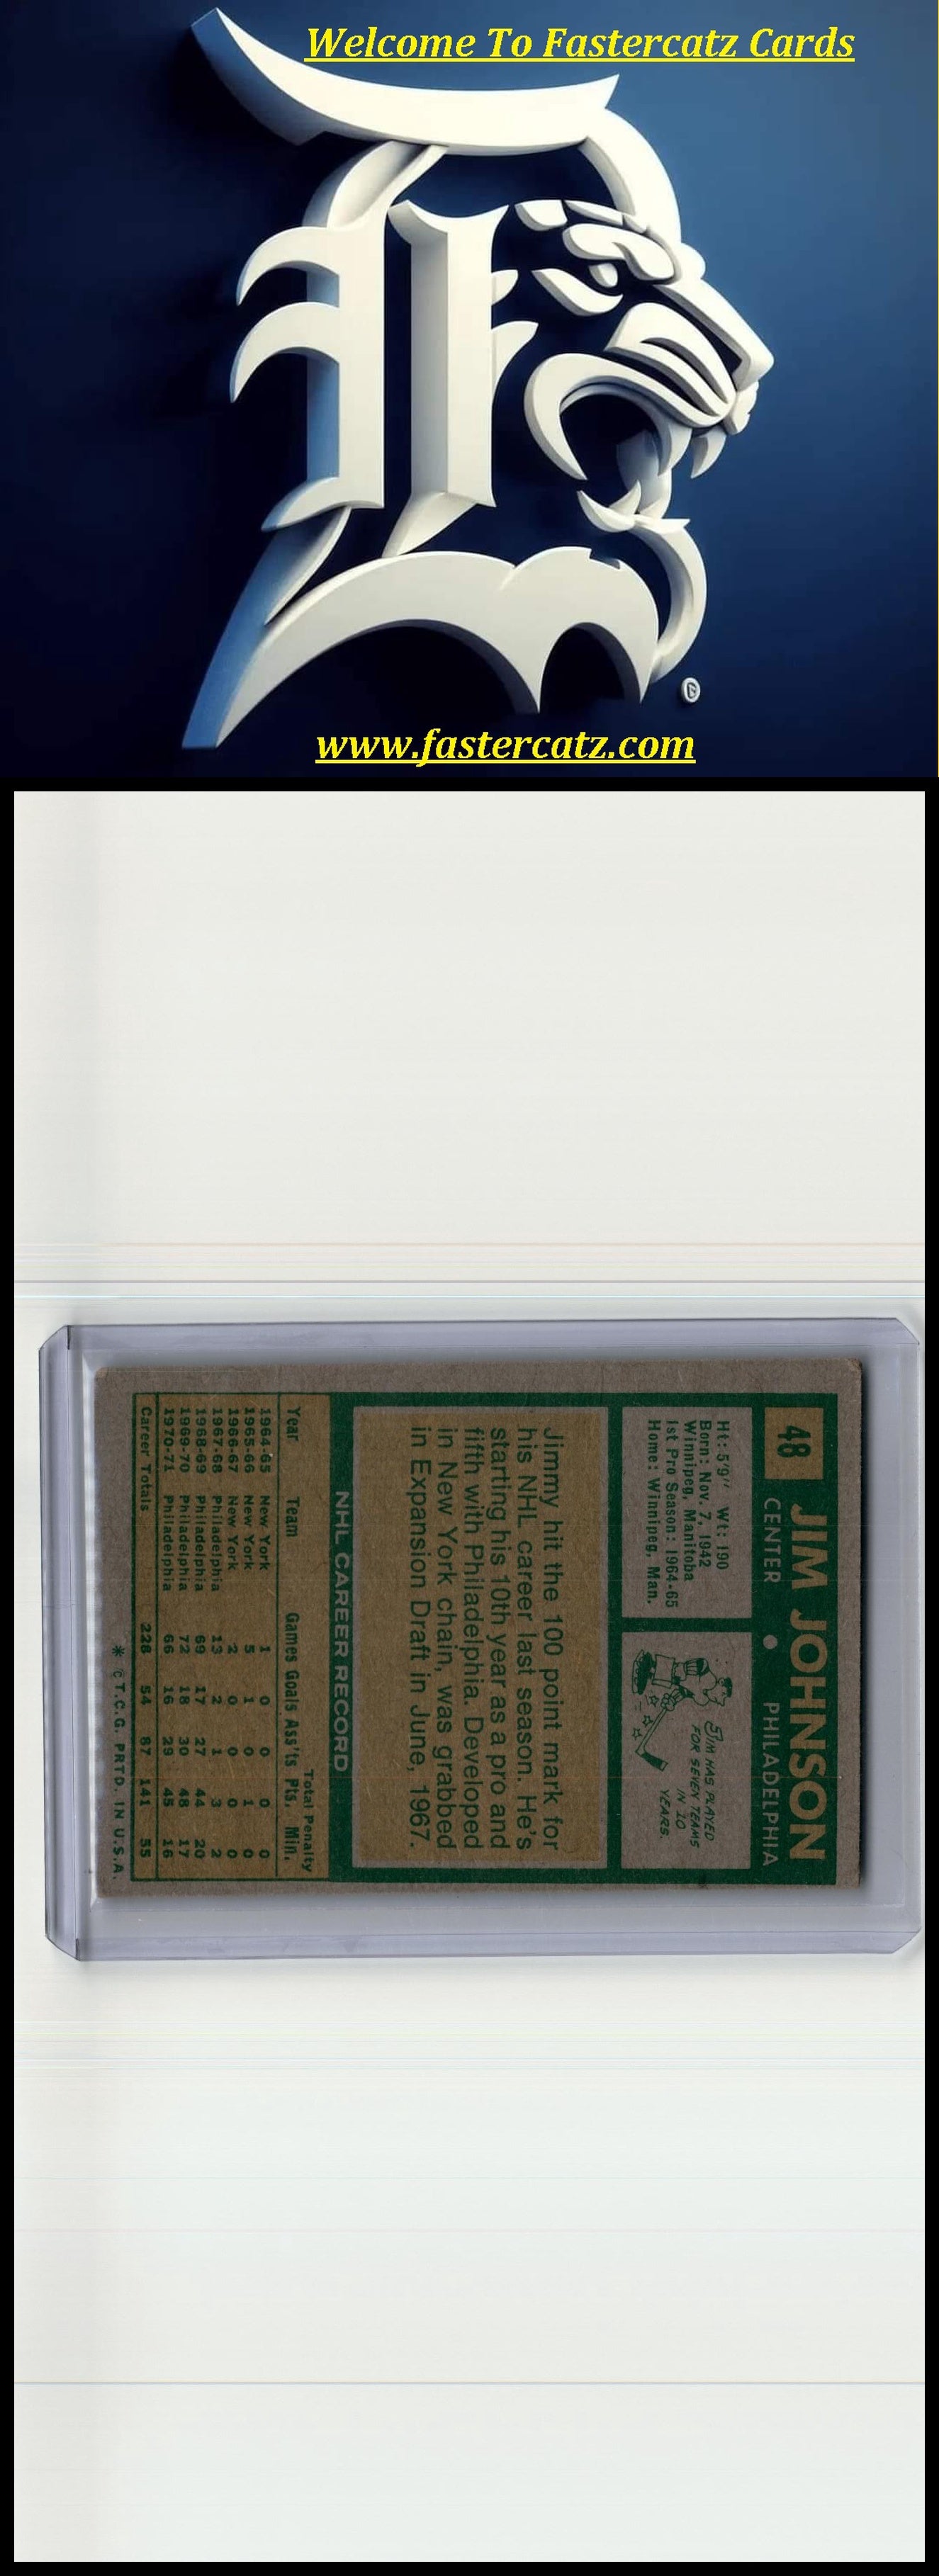 Welcome To Fastercatz Cards
www.fastercatz.com
48
JIM JOHNSON
CENTER • PHILADELPHIA
Ht: 5'9" Wt: 190
Born: Nov. 7, 1942
Winnipeg, Manitoba
1st Pro Season: 1964-65
Home: Winnipeg, Man.
JIM HAS PLAYED
FOR SEVEN TEAMS
IN 10
YEARS.
Jimmy hit the 100 point mark for
his NHL career last season. He's
starting his 10th year as a pro and
fifth with Philadelphia. Developed
in New York chain, was grabbed
in Expansion Draft in June, 1967.
NHL CAREER RECORD
Total Penalty
Year Team Games Goals Ass'ts Pts. Min.
1964-65 New York 1 0 0 0 0
1965-66 New York 5 1 0 1 0
1966-67 New York 2 0 0 0 0
1967-68 Philadelphia 13 2 1 3 2
1968-69 Philadelphia 69 17 27 44 20
1969-70 Philadelphia 72 18 30 48 17
1970-71 Philadelphia 66 16 29 45 16
Career Totals 228 54 87 141 55
* © T.C.G. PRTD. IN U.S.A.